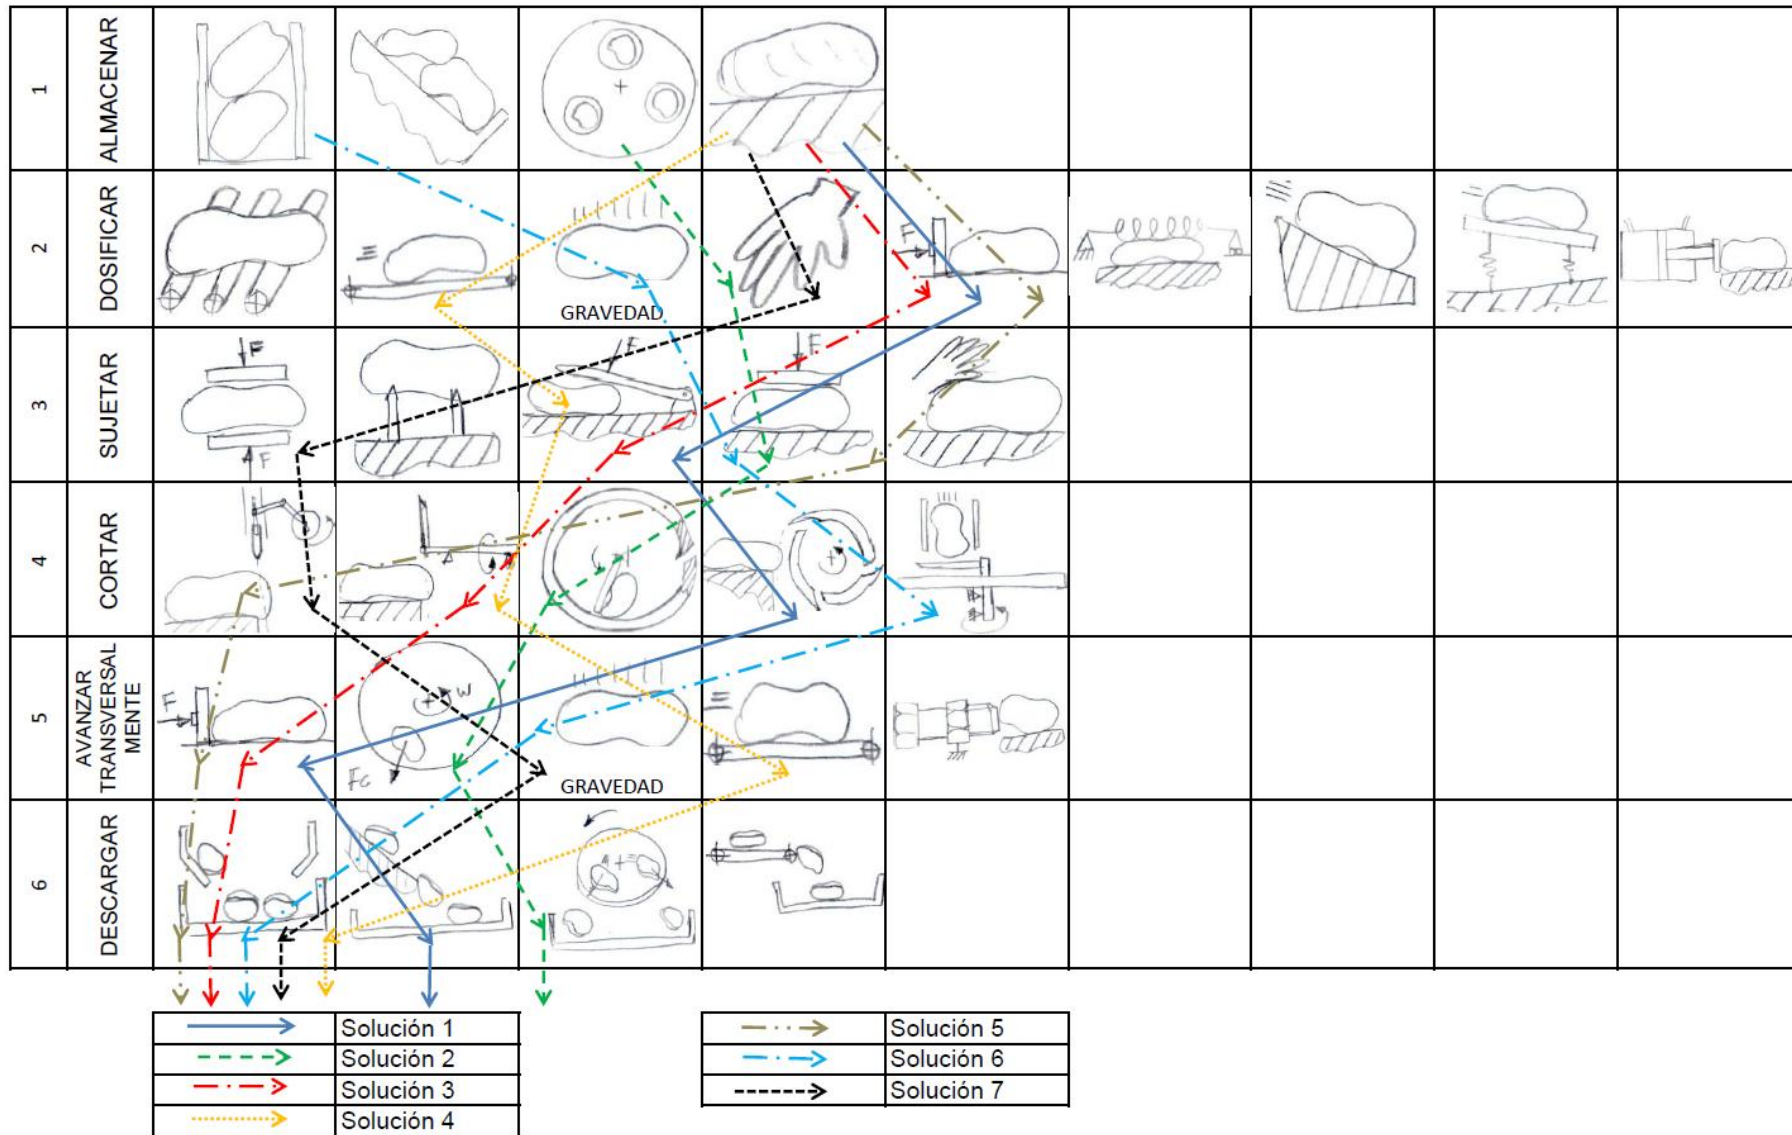 1
ALMACENAR
2
DOSIFICAR
GRAVEDAD
F
3
SUJETAR
F
F
F
F
4
CORTAR
5
AVANZAR
TRANSVERSAL
MENTE
F
W
Fc
GRAVEDAD
6
DESCARGAR
Solución 1
Solución 5
Solución 2
Solución 6
Solución 3
Solución 7
Solución 4